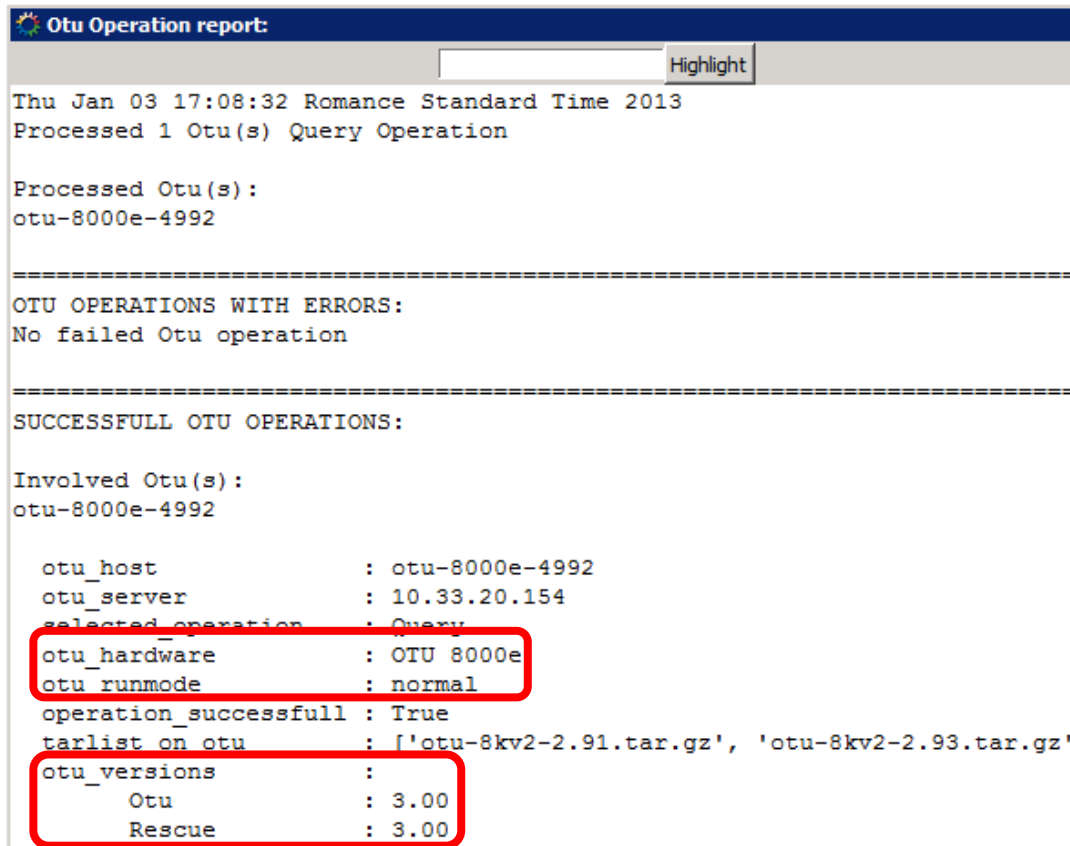 Otu Operation report:
Highlight
Thu Jan 03 17:08:32 Romance Standard Time 2013
Processed 1 Otu(s) Query Operation
Processed Otu(s):
otu-8000e-4992
========================================================================
OTU OPERATIONS WITH ERRORS:
No failed Otu operation
========================================================================
SUCCESSFULL OTU OPERATIONS:
Involved Otu(s):
otu-8000e-4992
otu_host : otu-8000e-4992
otu_server : 10.33.20.154
selected_operation : Query
otu_hardware : OTU 8000e
otu_runmode : normal
operation_successfull : True
tarlist_on_otu : ['otu-8kv2-2.91.tar.gz', 'otu-8kv2-2.93.tar.gz'
otu_versions :
Otu : 3.00
Rescue : 3.00